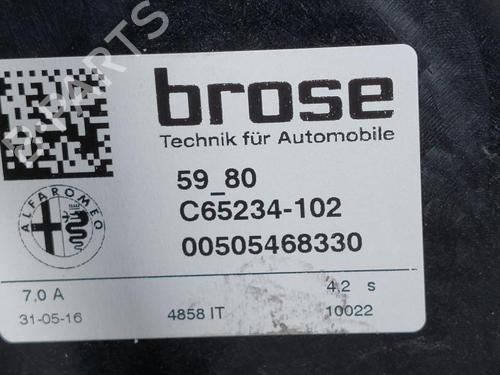 brose
Technik für Automobile
59_80
C65234-102
00505468330
ALFA ROMEO
7,0 A
4,2 s
31-05-16
4858 IT
10022
B-PARTS